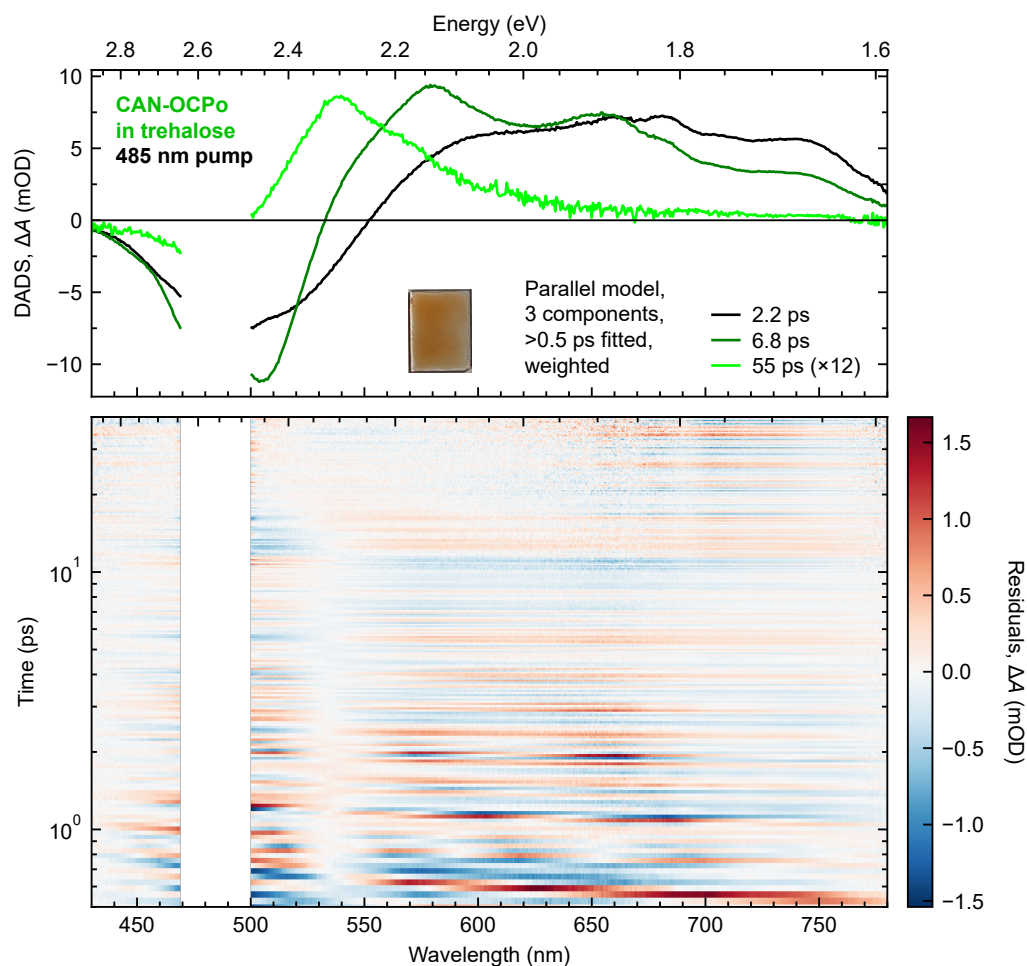 Energy (eV)
2.8 2.6 2.4 2.2 2.0 1.8 1.6
DADS, ΔA (mOD)
10
5
0
−5
−10
CAN-OCPo
in trehalose
485 nm pump
Parallel model,
3 components,
>0.5 ps fitted,
weighted
2.2 ps
6.8 ps
55 ps (×12)
Time (ps)
10¹
10⁰
450 500 550 600 650 700 750
Wavelength (nm)
1.5
1.0
0.5
0.0
−0.5
−1.0
−1.5
Residuals, ΔA (mOD)